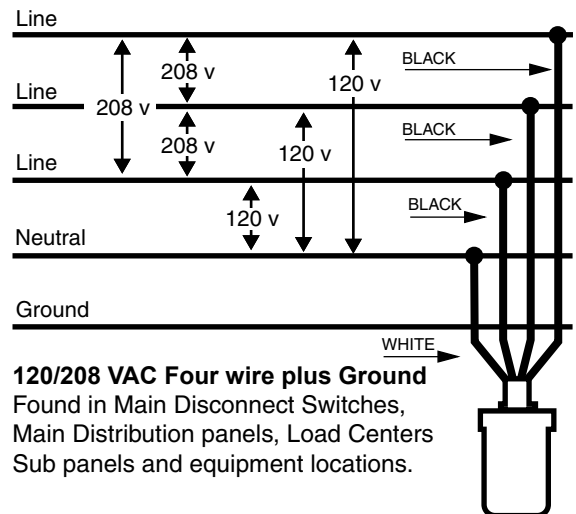 Line
BLACK
208 v
120 v
Line
208 v
BLACK
208 v
120 v
Line
BLACK
120 v
Neutral
Ground
WHITE
120/208 VAC Four wire plus Ground
Found in Main Disconnect Switches,
Main Distribution panels, Load Centers
Sub panels and equipment locations.